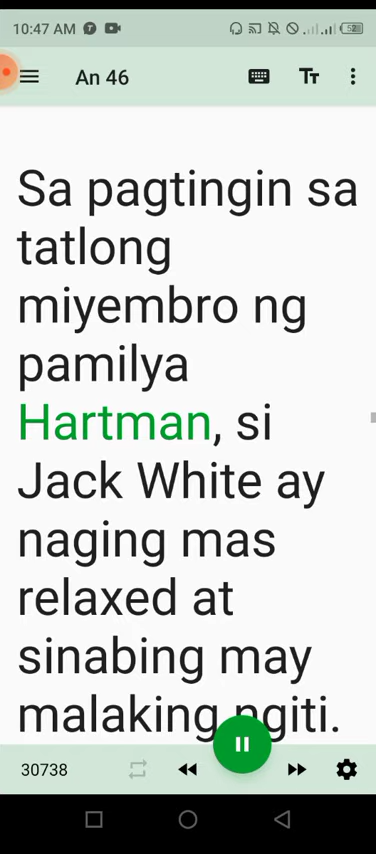 10:47 AM
52
An 46
Sa pagtingin sa
tatlong
miyembro ng
pamilya
Hartman, si
Jack White ay
naging mas
relaxed at
sinabing may
malaking ngiti.
30738